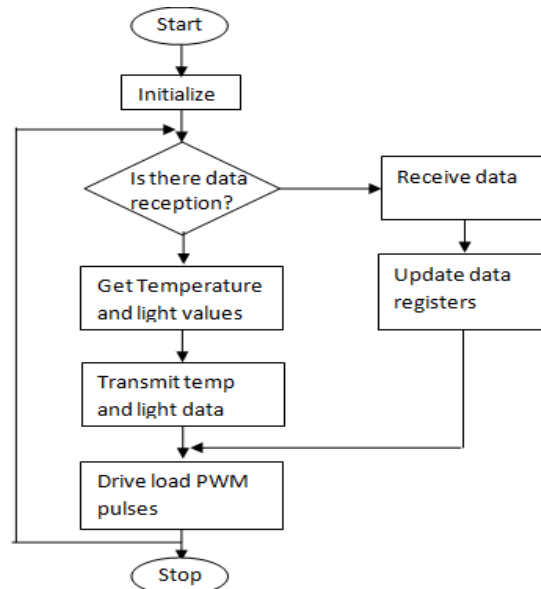 Start
Initialize
Is there data
reception?
Receive data
Update data
registers
Get Temperature
and light values
Transmit temp
and light data
Drive load PWM
pulses
Stop